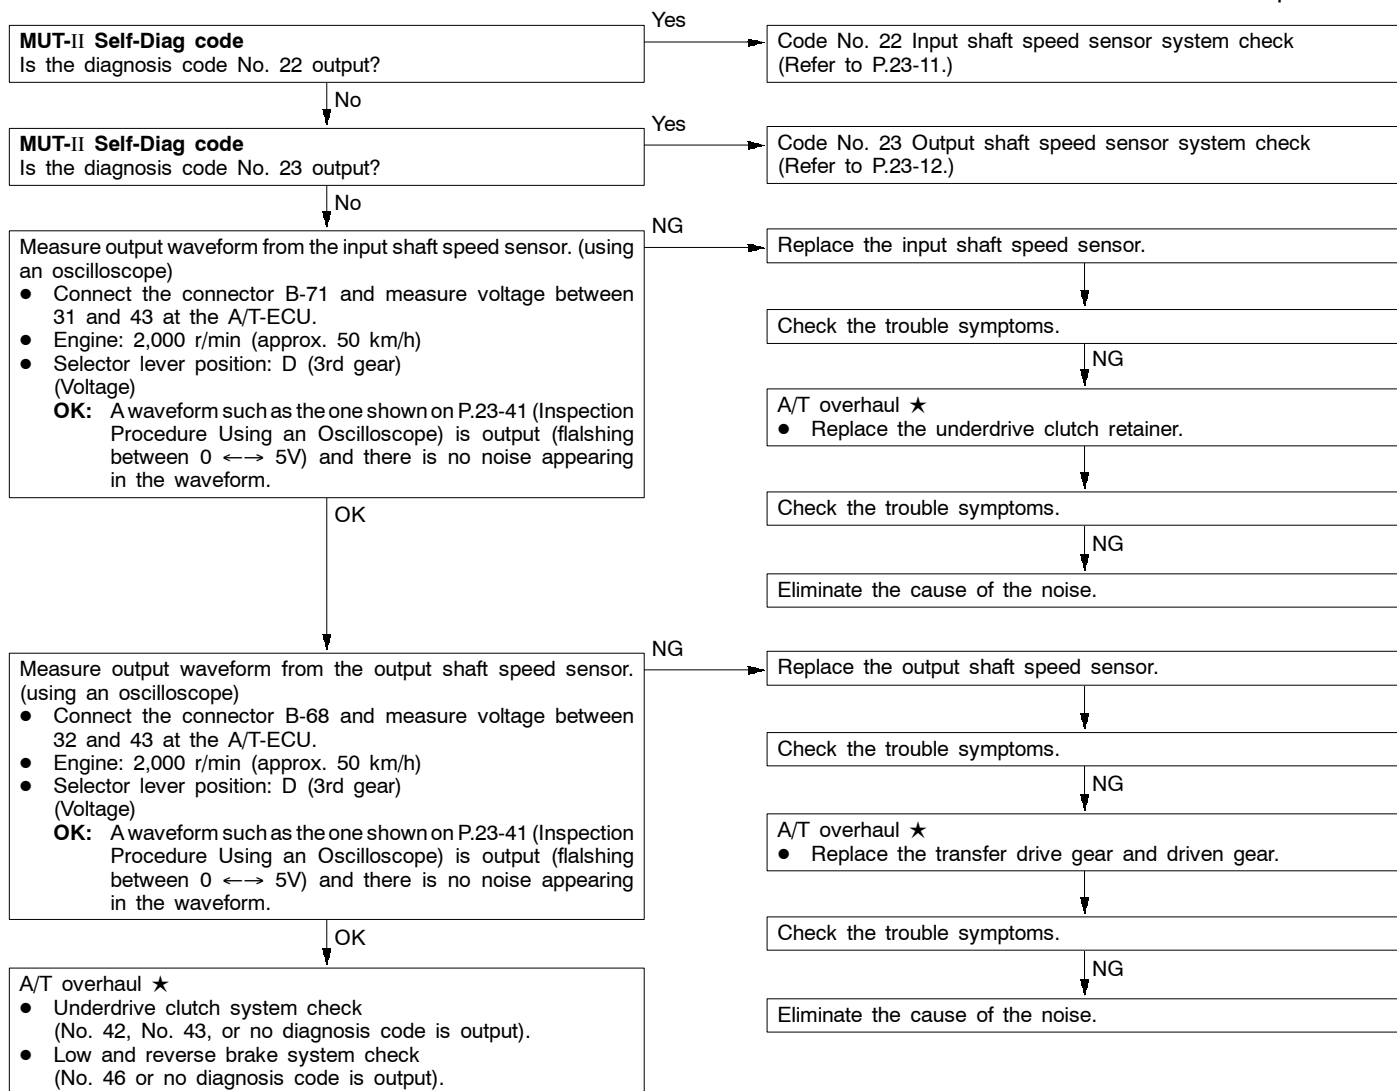 MUT-II Self-Diag code
Is the diagnosis code No. 22 output?
Yes
Code No. 22 Input shaft speed sensor system check
(Refer to P.23-11.)
No
MUT-II Self-Diag code
Is the diagnosis code No. 23 output?
Yes
Code No. 23 Output shaft speed sensor system check
(Refer to P.23-12.)
No
Measure output waveform from the input shaft speed sensor. (using
an oscilloscope)
● Connect the connector B-71 and measure voltage between
31 and 43 at the A/T-ECU.
● Engine: 2,000 r/min (approx. 50 km/h)
● Selector lever position: D (3rd gear)
(Voltage)
OK: A waveform such as the one shown on P.23-41 (Inspection
Procedure Using an Oscilloscope) is output (flalshing
between 0 ←→ 5V) and there is no noise appearing
in the waveform.
NG
Replace the input shaft speed sensor.
Check the trouble symptoms.
NG
A/T overhaul ★
● Replace the underdrive clutch retainer.
Check the trouble symptoms.
NG
Eliminate the cause of the noise.
OK
Measure output waveform from the output shaft speed sensor.
(using an oscilloscope)
● Connect the connector B-68 and measure voltage between
32 and 43 at the A/T-ECU.
● Engine: 2,000 r/min (approx. 50 km/h)
● Selector lever position: D (3rd gear)
(Voltage)
OK: A waveform such as the one shown on P.23-41 (Inspection
Procedure Using an Oscilloscope) is output (flalshing
between 0 ←→ 5V) and there is no noise appearing
in the waveform.
NG
Replace the output shaft speed sensor.
Check the trouble symptoms.
NG
A/T overhaul ★
● Replace the transfer drive gear and driven gear.
Check the trouble symptoms.
NG
Eliminate the cause of the noise.
OK
A/T overhaul ★
● Underdrive clutch system check
(No. 42, No. 43, or no diagnosis code is output).
● Low and reverse brake system check
(No. 46 or no diagnosis code is output).